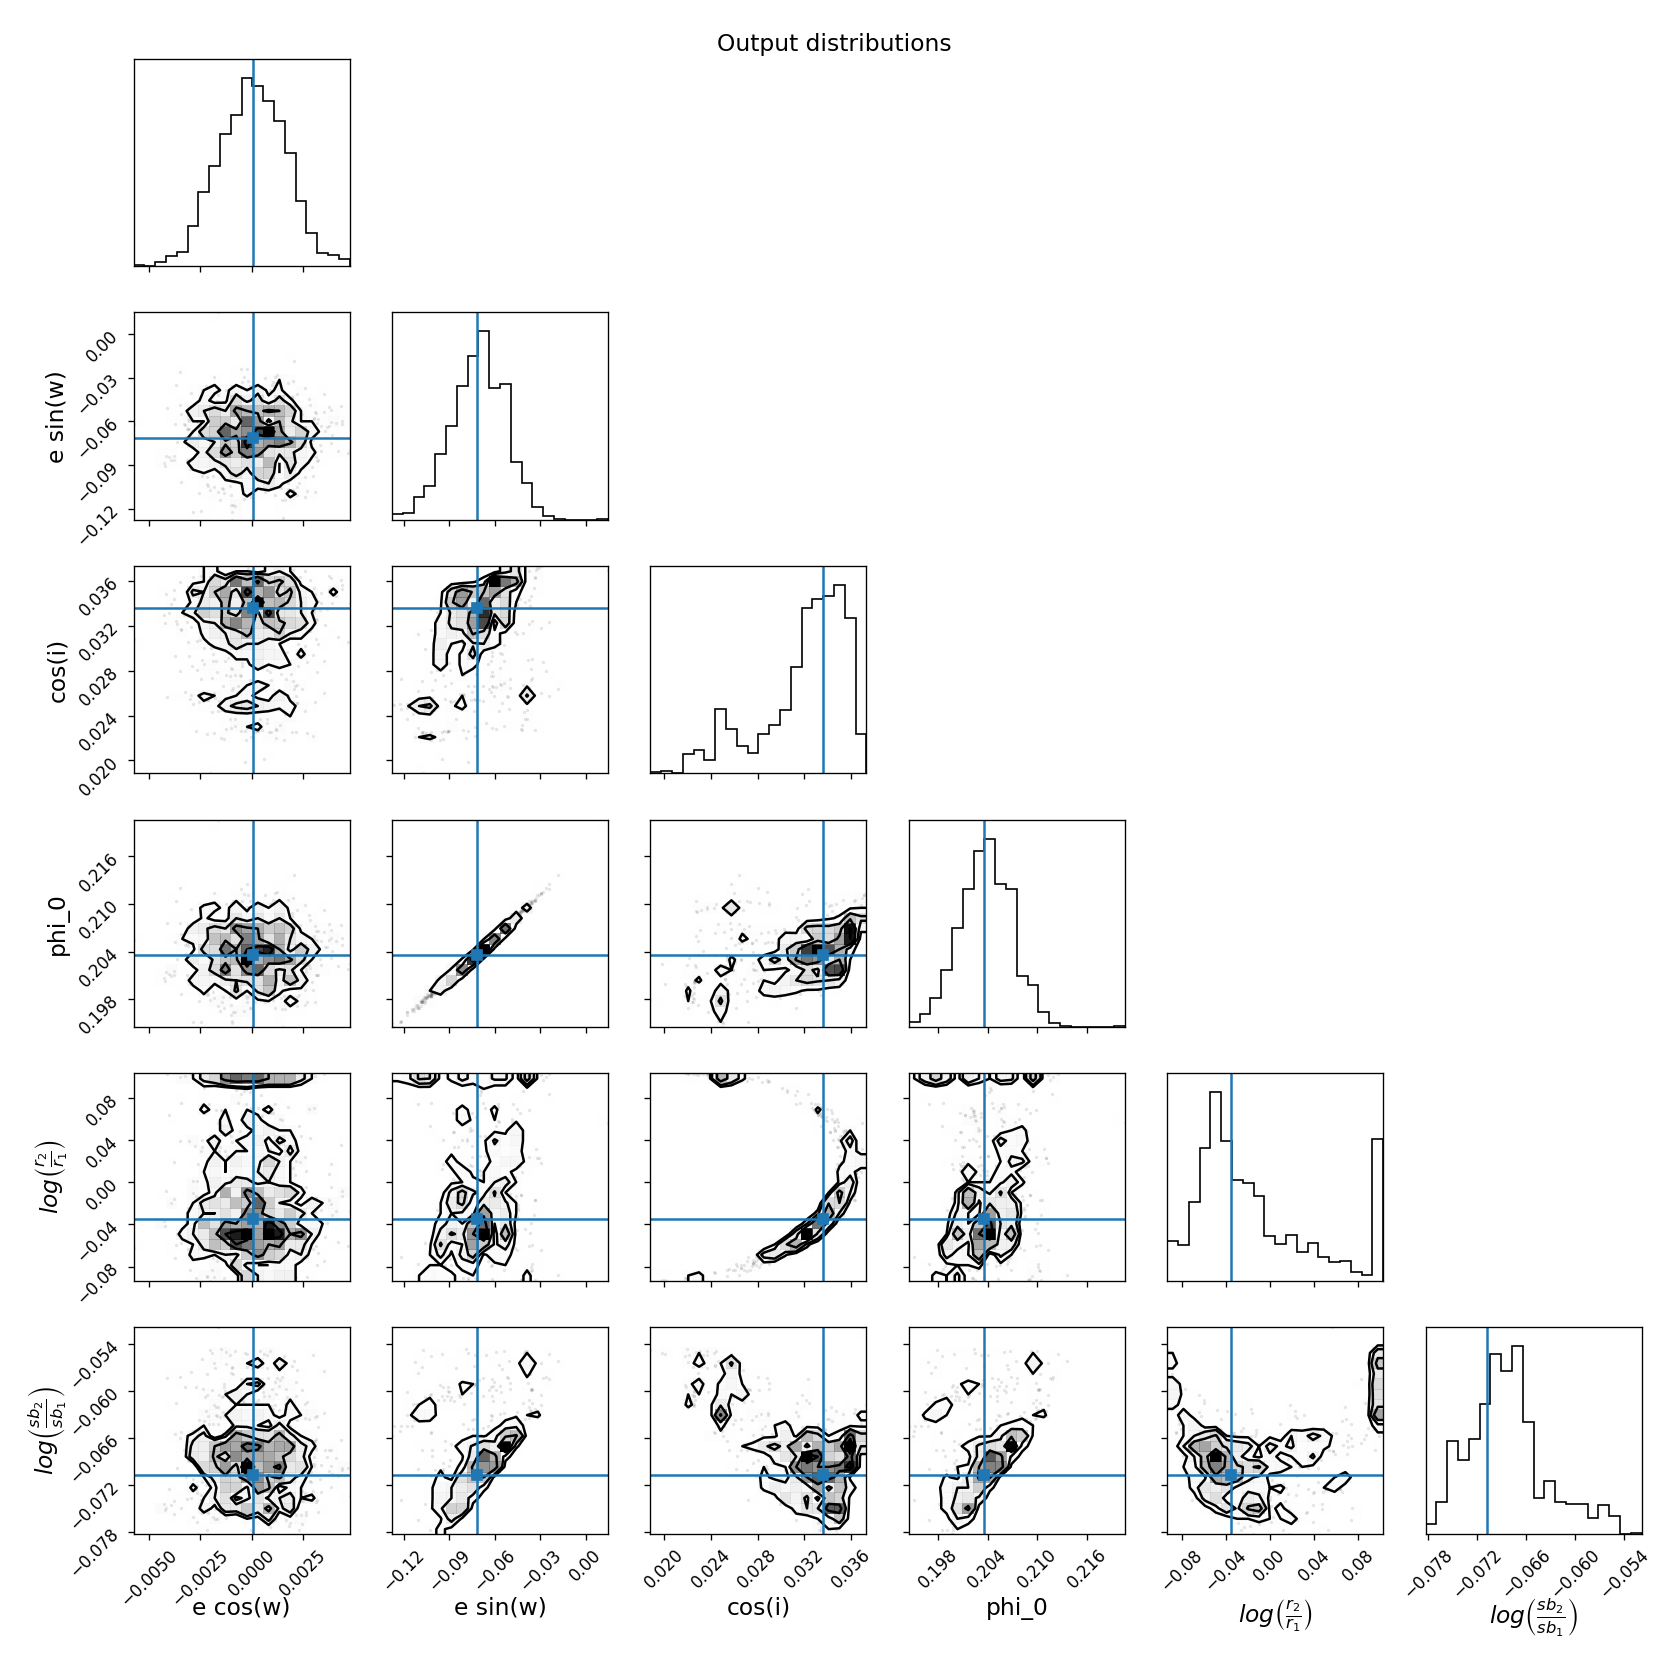 Output distributions
e sin(w)
0.00
−0.03
−0.06
−0.09
−0.12
cos(i)
0.036
0.032
0.028
0.024
0.020
phi_0
0.216
0.210
0.204
0.198
log(r₂/r₁)
0.08
0.04
0.00
−0.04
−0.08
log(sb₂/sb₁)
−0.054
−0.060
−0.066
−0.072
−0.078
−0.0050 −0.0025 0.0000 0.0025
−0.12 −0.09 −0.06 −0.03 0.00
0.020 0.024 0.028 0.032 0.036
0.198 0.204 0.210 0.216
−0.08 −0.04 0.00 0.04 0.08
−0.078 −0.072 −0.066 −0.060 −0.054
e cos(w) e sin(w) cos(i) phi_0 log(r₂/r₁) log(sb₂/sb₁)